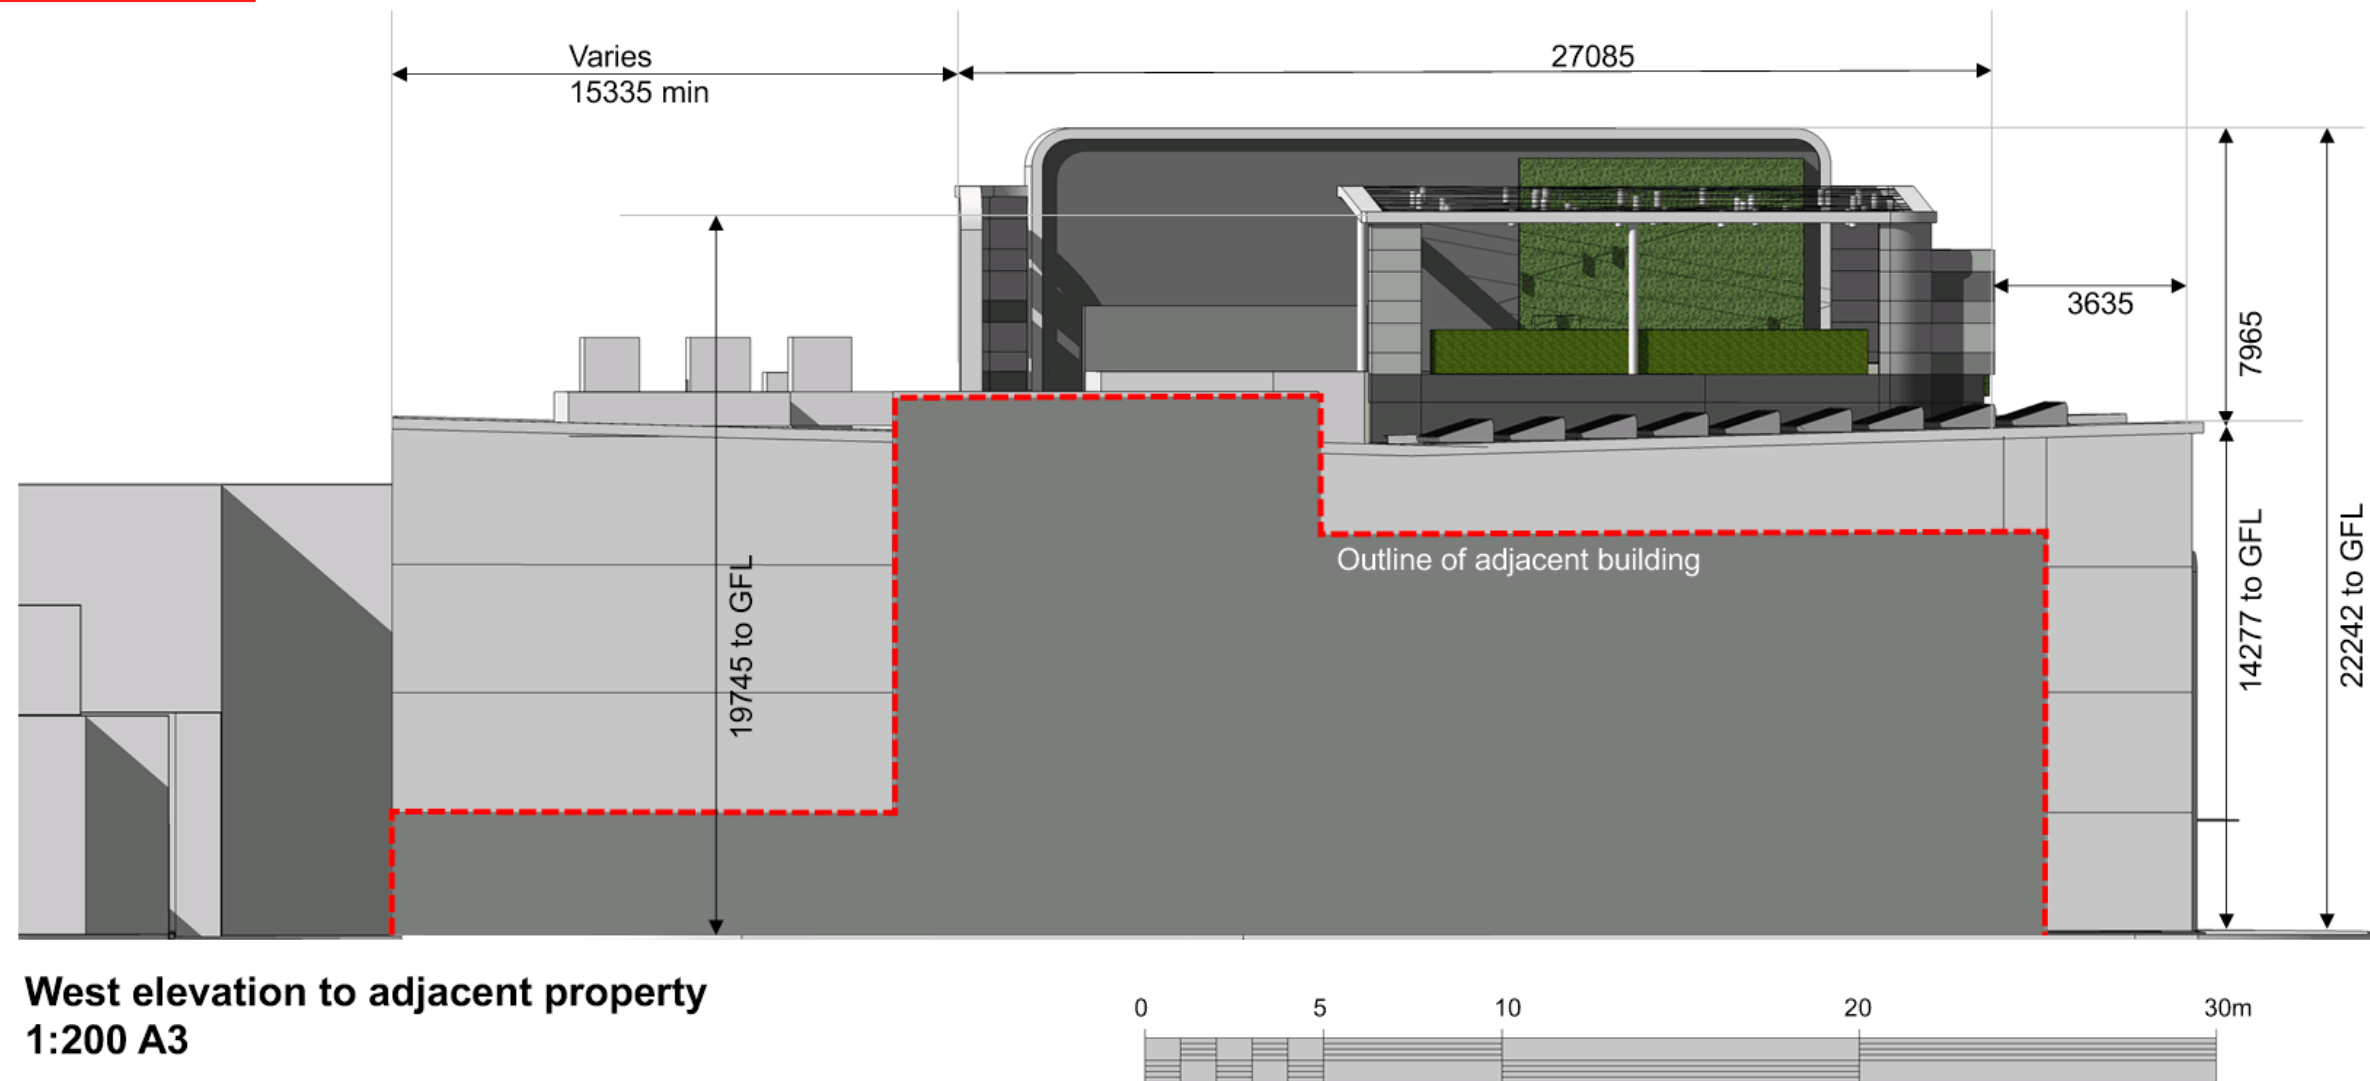 Varies
15335 min
27085
3635
7965
19745 to GFL
14277 to GFL
22242 to GFL
Outline of adjacent building
West elevation to adjacent property
1:200 A3
0 5 10 20 30m